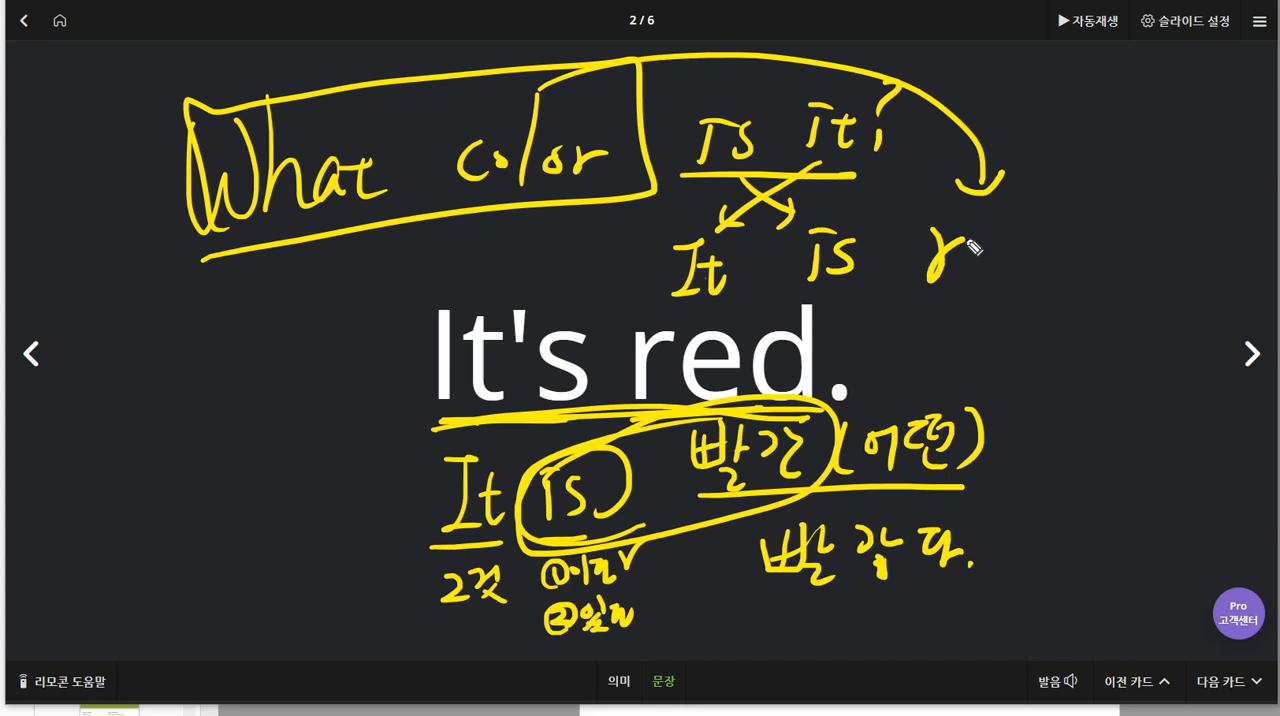 2 / 6
자동재생
슬라이드 설정
What color is it?
It is r
It's red.
It is 빨간 (어떤)
그것 ①이다 빨갛다.
②있다
Pro
고객센터
리모콘 도움말
의미
문장
발음
이전 카드
다음 카드